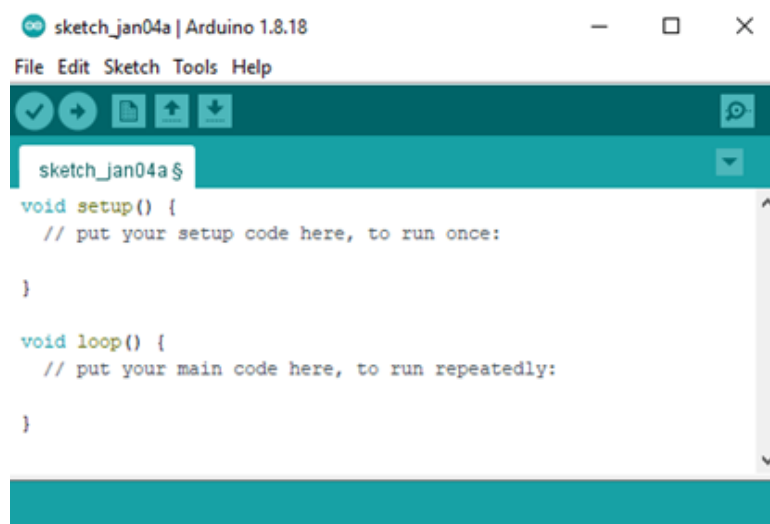 sketch_jan04a | Arduino 1.8.18
File Edit Sketch Tools Help
sketch_jan04a §
void setup() {
  // put your setup code here, to run once:
}
void loop() {
  // put your main code here, to run repeatedly:
}